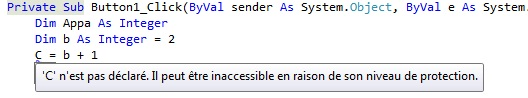 Private Sub Button1_Click(ByVal sender As System.Object, ByVal e As System.
Dim Appa As Integer
Dim b As Integer = 2
C = b + 1
'C' n'est pas déclaré. Il peut être inaccessible en raison de son niveau de protection.